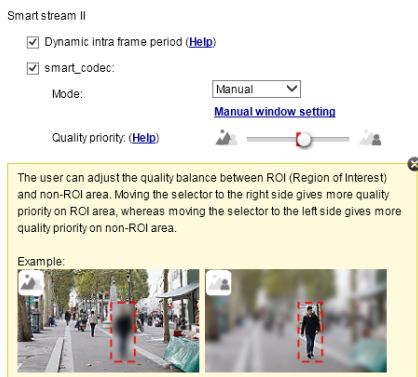 Smart stream II
Dynamic intra frame period (Help)
smart_codec:
Mode:
Manual
Manual window setting
Quality priority: (Help)
The user can adjust the quality balance between ROI (Region of Interest)
and non-ROI area. Moving the selector to the right side gives more quality
priority on ROI area, whereas moving the selector to the left side gives more
quality priority on non-ROI area.
Example: